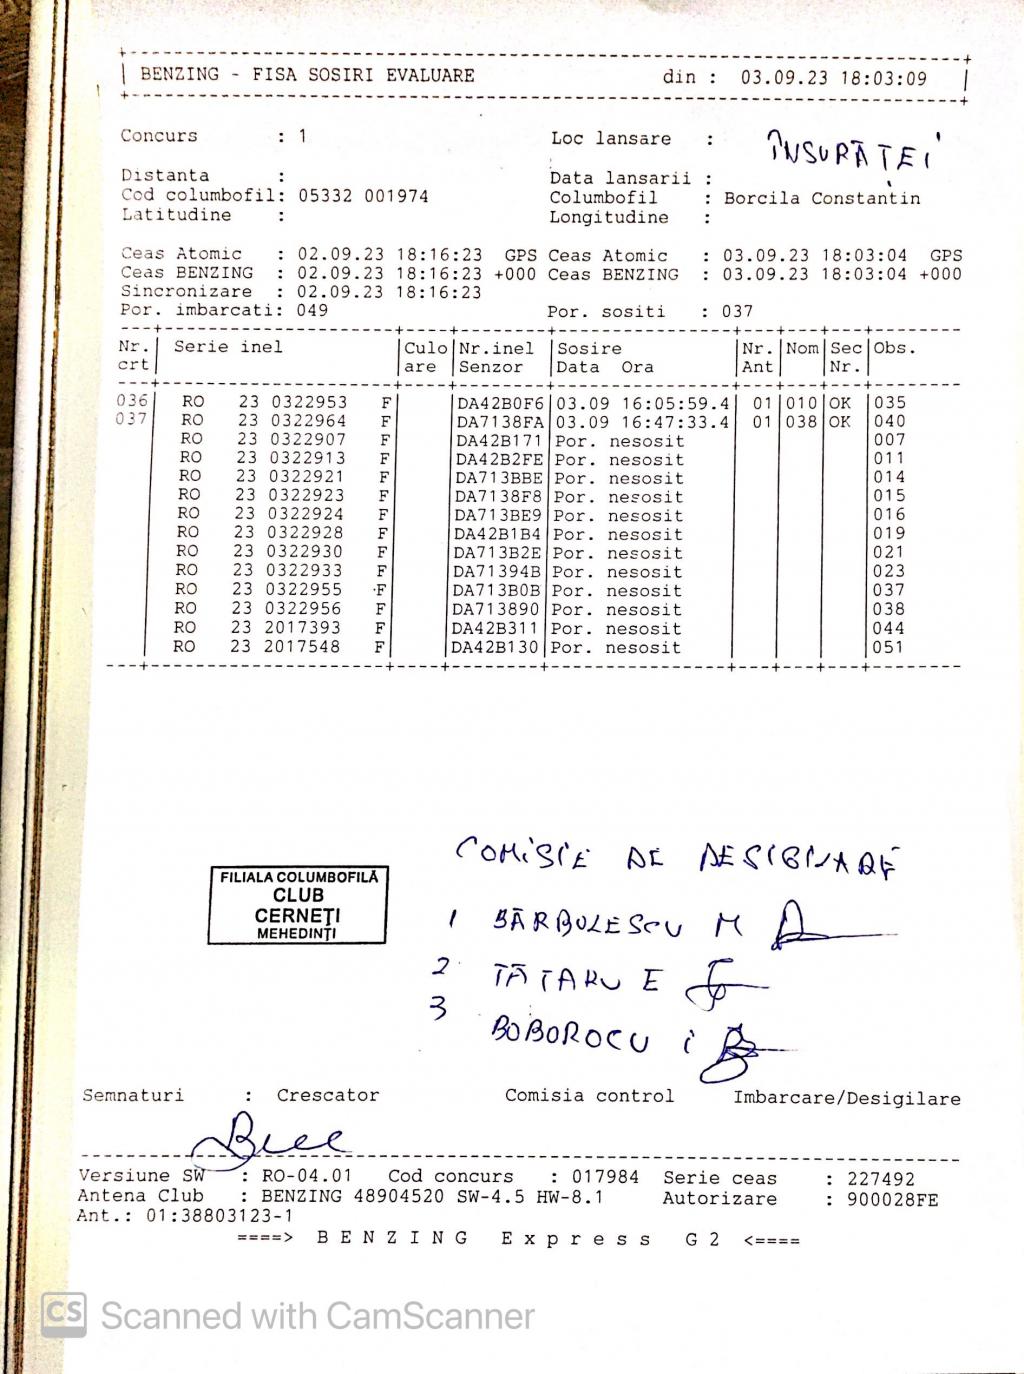 BENZING - FISA SOSIRI EVALUARE din : 03.09.23 18:03:09
Concurs : 1 Loc lansare : ÎNSURĂȚEI
Distanta : Data lansarii :
Cod columbofil: 05332 001974 Columbofil : Borcila Constantin
Latitudine : Longitudine :
Ceas Atomic : 02.09.23 18:16:23 GPS Ceas Atomic : 03.09.23 18:03:04 GPS
Ceas BENZING : 02.09.23 18:16:23 +000 Ceas BENZING : 03.09.23 18:03:04 +000
Sincronizare : 02.09.23 18:16:23
Por. imbarcati: 049 Por. sositi : 037
Nr. Serie inel Culo Nr.inel Sosire Nr. Nom Sec Obs.
crt are Senzor Data Ora Ant Nr.
036 RO 23 0322953 F DA42B0F6 03.09 16:05:59.4 01 010 OK 035
037 RO 23 0322964 F DA7138FA 03.09 16:47:33.4 01 038 OK 040
RO 23 0322907 F DA42B171 Por. nesosit 007
RO 23 0322913 F DA42B2FE Por. nesosit 011
RO 23 0322921 F DA713BBE Por. nesosit 014
RO 23 0322923 F DA7138F8 Por. nesosit 015
RO 23 0322924 F DA713BE9 Por. nesosit 016
RO 23 0322928 F DA42B1B4 Por. nesosit 019
RO 23 0322930 F DA713B2E Por. nesosit 021
RO 23 0322933 F DA71394B Por. nesosit 023
RO 23 0322955 F DA713B0B Por. nesosit 037
RO 23 0322956 F DA713890 Por. nesosit 038
RO 23 2017393 F DA42B311 Por. nesosit 044
RO 23 2017548 F DA42B130 Por. nesosit 051
COMISIE DE DESIGILARE
FILIALA COLUMBOFILĂ
CLUB
CERNEȚI
MEHEDINȚI
1 BĂRBULESCU M
2 TĂTARU E
3 BOBOROCU I
Semnaturi : Crescator Comisia control Imbarcare/Desigilare
Versiune SW : RO-04.01 Cod concurs : 017984 Serie ceas : 227492
Antena Club : BENZING 48904520 SW-4.5 HW-8.1 Autorizare : 900028FE
Ant.: 01:38803123-1
====> B E N Z I N G E x p r e s s G 2 <====
CS Scanned with CamScanner